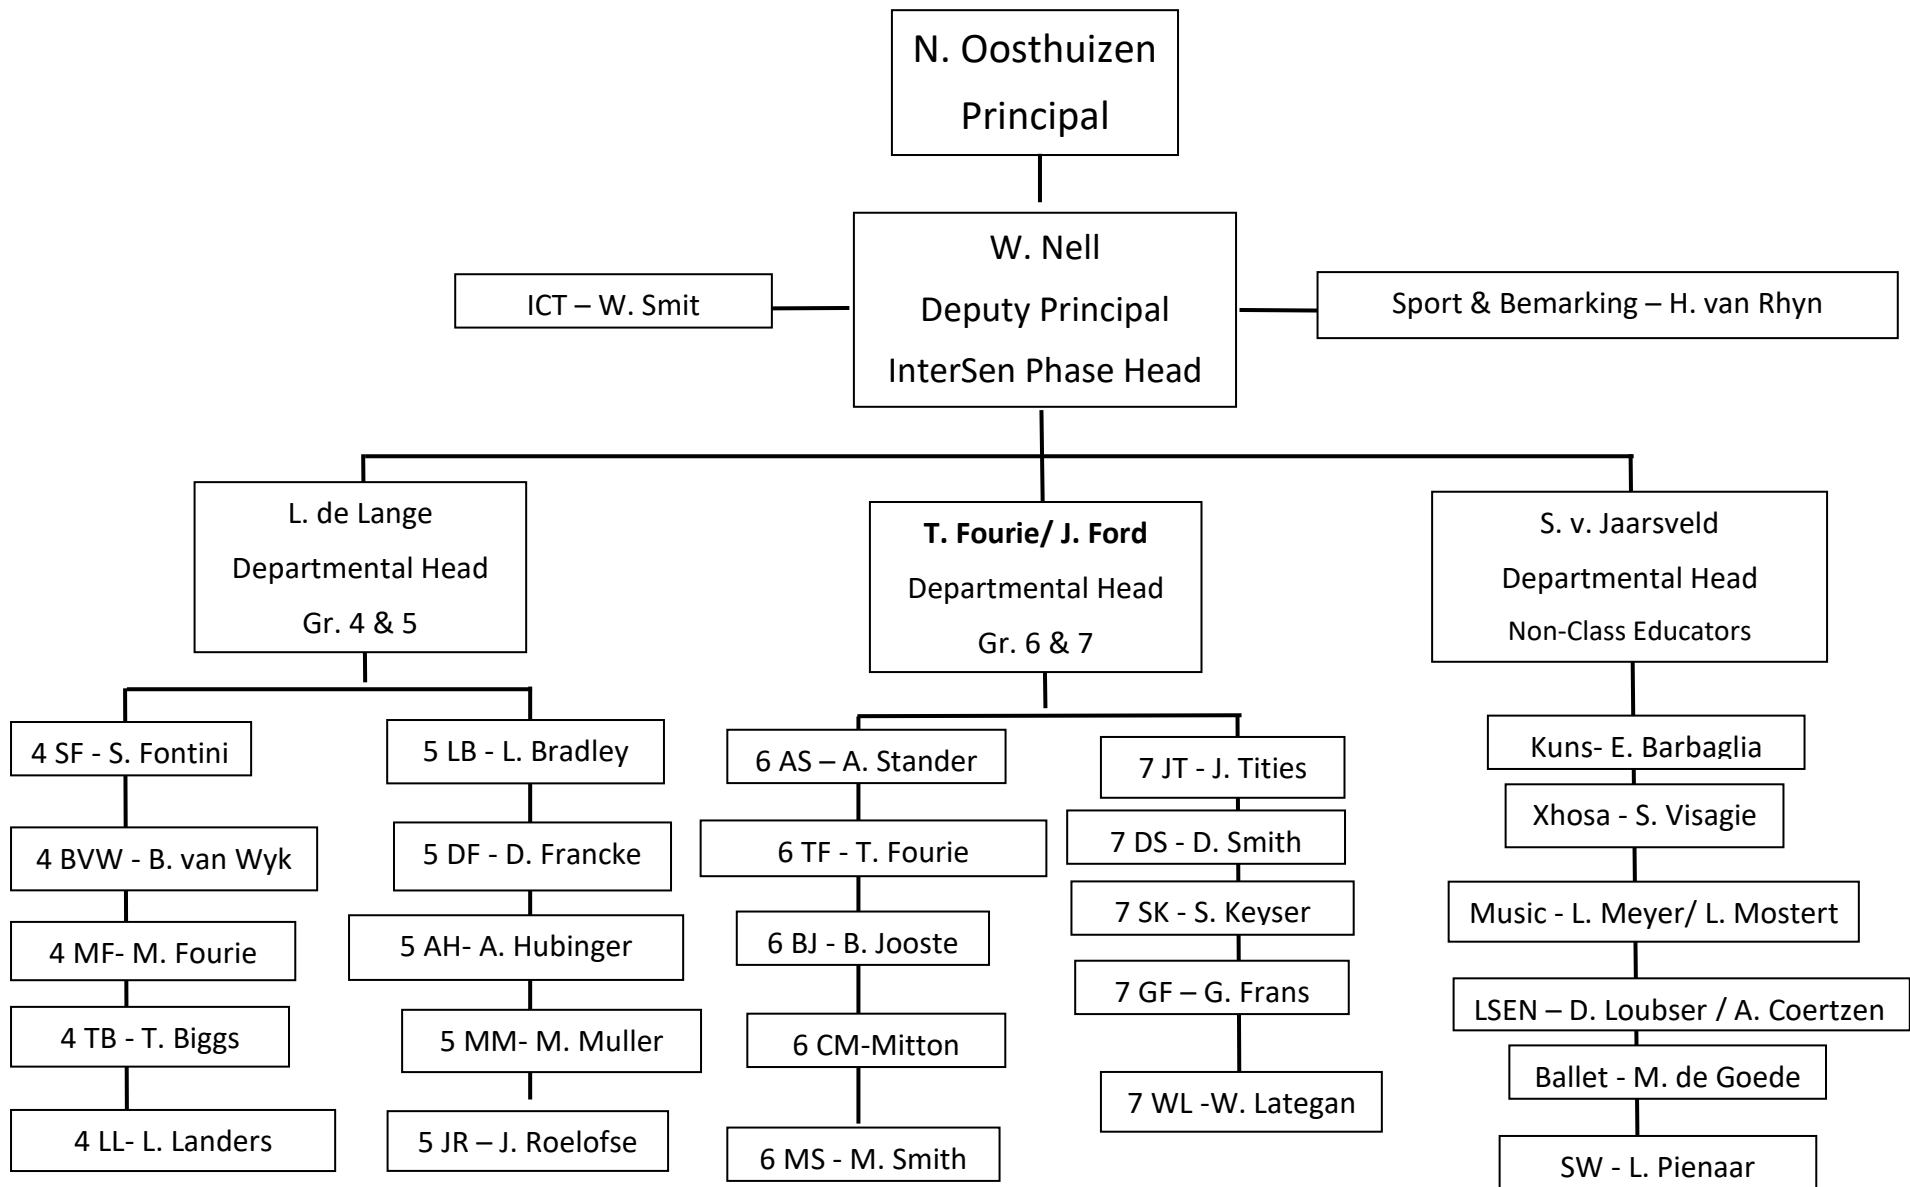 N. Oosthuizen
Principal
W. Nell
Deputy Principal
InterSen Phase Head
ICT – W. Smit
Sport & Bemarking – H. van Rhyn
L. de Lange
Departmental Head
Gr. 4 & 5
T. Fourie/ J. Ford
Departmental Head
Gr. 6 & 7
S. v. Jaarsveld
Departmental Head
Non-Class Educators
4 SF - S. Fontini
4 BVW - B. van Wyk
4 MF- M. Fourie
4 TB - T. Biggs
4 LL- L. Landers
5 LB - L. Bradley
5 DF - D. Francke
5 AH- A. Hubinger
5 MM- M. Muller
5 JR – J. Roelofse
6 AS – A. Stander
6 TF - T. Fourie
6 BJ - B. Jooste
6 CM-Mitton
6 MS - M. Smith
7 JT - J. Tities
7 DS - D. Smith
7 SK - S. Keyser
7 GF – G. Frans
7 WL -W. Lategan
Kuns- E. Barbaglia
Xhosa - S. Visagie
Music - L. Meyer/ L. Mostert
LSEN – D. Loubser / A. Coertzen
Ballet - M. de Goede
SW - L. Pienaar